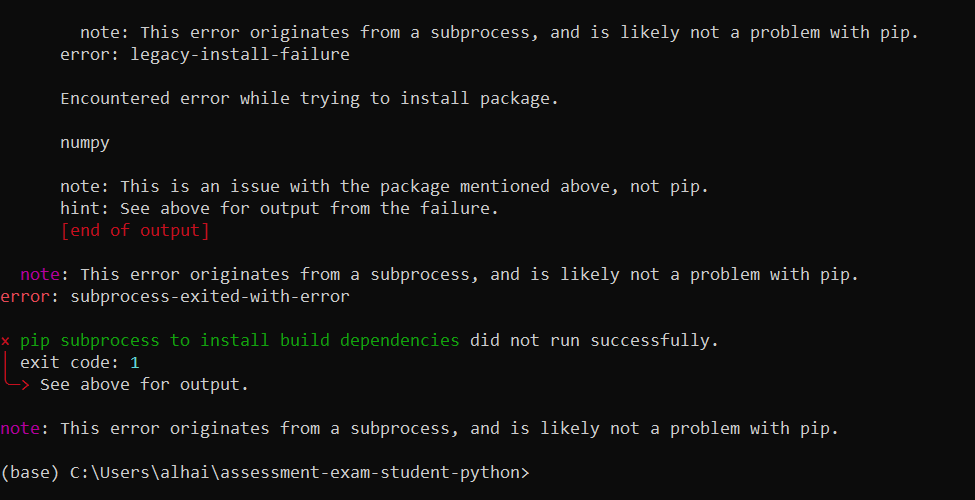 note: This error originates from a subprocess, and is likely not a problem with pip.
error: legacy-install-failure
Encountered error while trying to install package.
numpy
note: This is an issue with the package mentioned above, not pip.
hint: See above for output from the failure.
[end of output]
note: This error originates from a subprocess, and is likely not a problem with pip.
error: subprocess-exited-with-error
× pip subprocess to install build dependencies did not run successfully.
│ exit code: 1
╰─> See above for output.
note: This error originates from a subprocess, and is likely not a problem with pip.
(base) C:\Users\alhai\assessment-exam-student-python>